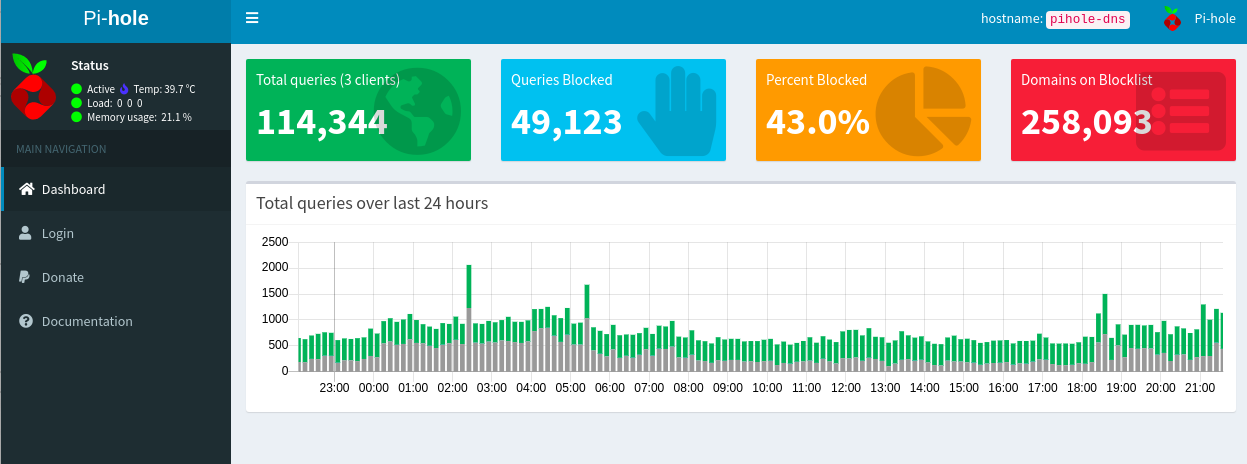 Pi-hole
hostname: pihole-dns
Pi-hole
Status
Active Temp: 39.7 °C
Load: 0 0 0
Memory usage: 21.1 %
MAIN NAVIGATION
Dashboard
Login
Donate
Documentation
Total queries (3 clients)
114,344
Queries Blocked
49,123
Percent Blocked
43.0%
Domains on Blocklist
258,093
Total queries over last 24 hours
2500
2000
1500
1000
500
0
23:00 00:00 01:00 02:00 03:00 04:00 05:00 06:00 07:00 08:00 09:00 10:00 11:00 12:00 13:00 14:00 15:00 16:00 17:00 18:00 19:00 20:00 21:00